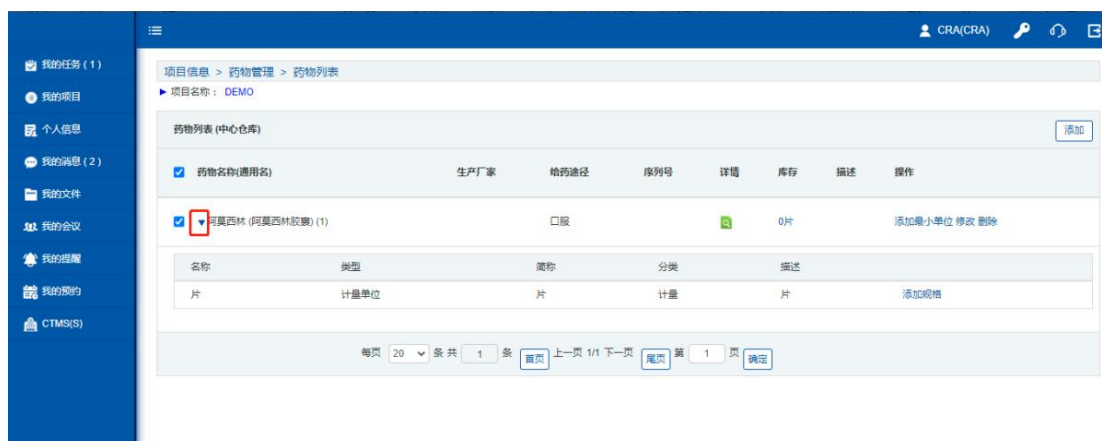 CRA(CRA)
我的任务 ( 1 )
我的项目
个人信息
我的消息 ( 2 )
我的文件
我的会议
我的提醒
我的预约
CTMS(S)
项目信息 > 药物管理 > 药物列表
▶ 项目名称： DEMO
药物列表 (中心仓库) 添加
药物名称(通用名) 生产厂家 给药途径 序列号 详情 库存 描述 操作
▼阿莫西林 (阿莫西林胶囊) (1) 口服 0片 添加最小单位 修改 删除
名称 类型 简称 分类 描述
片 计量单位 片 计量 片 添加规格
每页 20 条 共 1 条 首页 上一页 1/1 下一页 尾页 第 1 页 确定